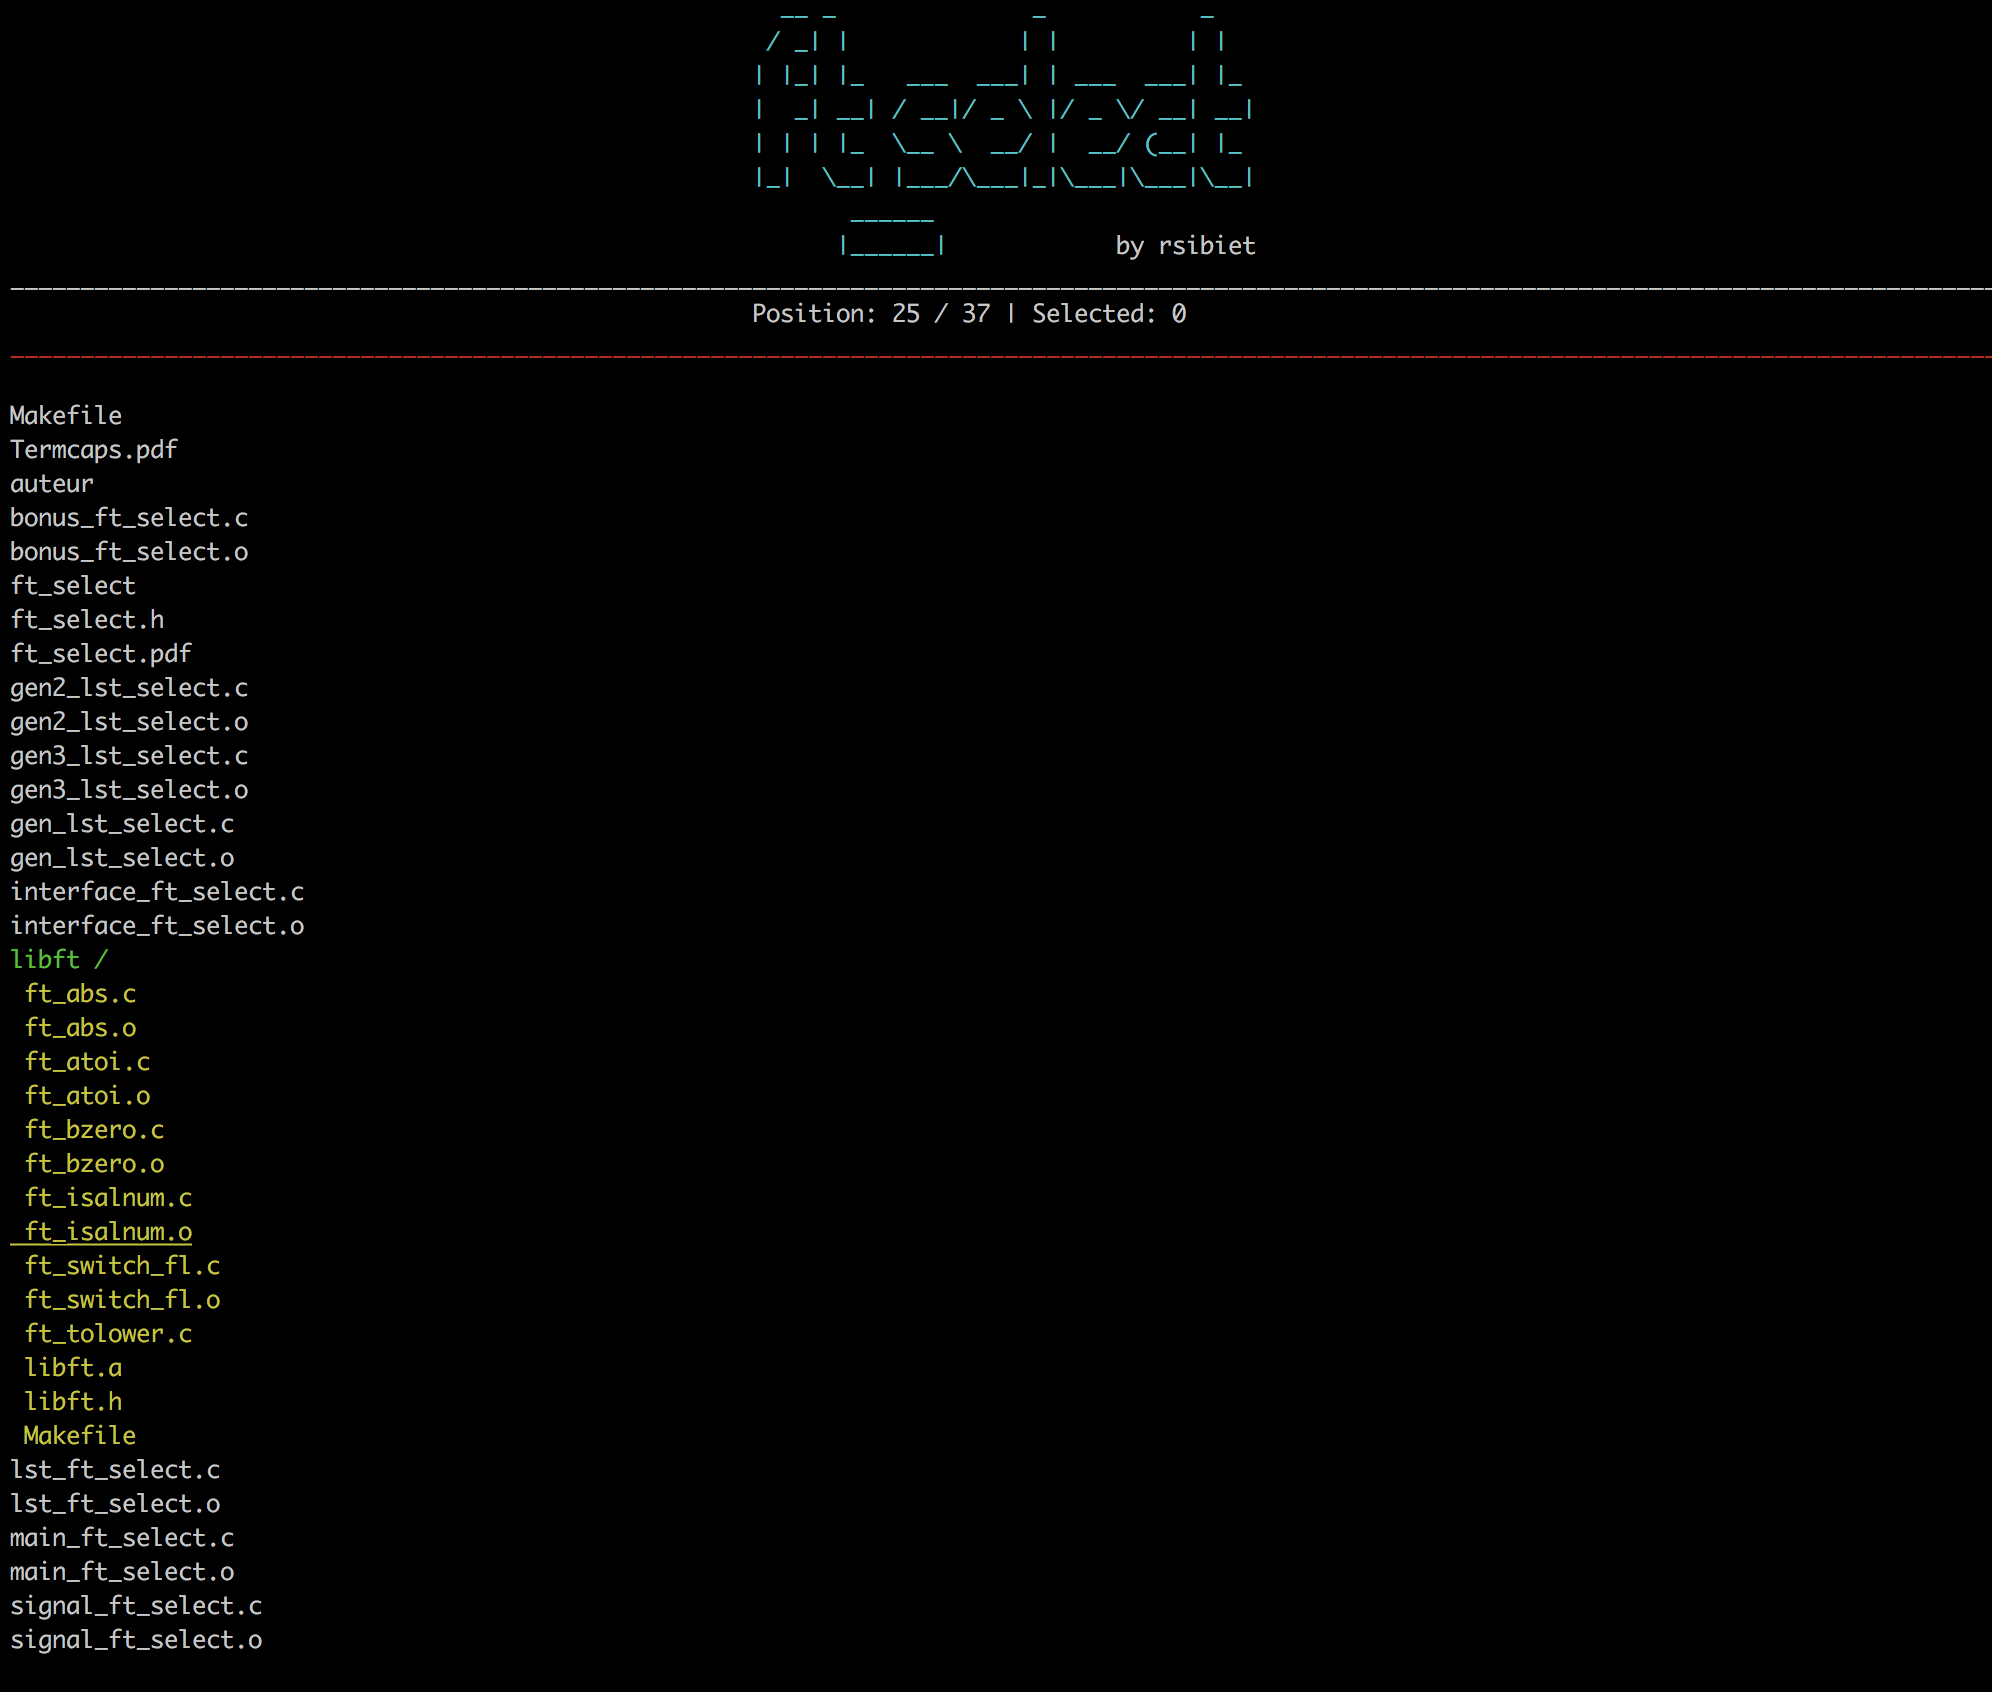 ft_select
by rsibiet
Position: 25 / 37 | Selected: 0
Makefile
Termcaps.pdf
auteur
bonus_ft_select.c
bonus_ft_select.o
ft_select
ft_select.h
ft_select.pdf
gen2_lst_select.c
gen2_lst_select.o
gen3_lst_select.c
gen3_lst_select.o
gen_lst_select.c
gen_lst_select.o
interface_ft_select.c
interface_ft_select.o
libft /
ft_abs.c
ft_abs.o
ft_atoi.c
ft_atoi.o
ft_bzero.c
ft_bzero.o
ft_isalnum.c
ft_isalnum.o
ft_switch_fl.c
ft_switch_fl.o
ft_tolower.c
libft.a
libft.h
Makefile
lst_ft_select.c
lst_ft_select.o
main_ft_select.c
main_ft_select.o
signal_ft_select.c
signal_ft_select.o